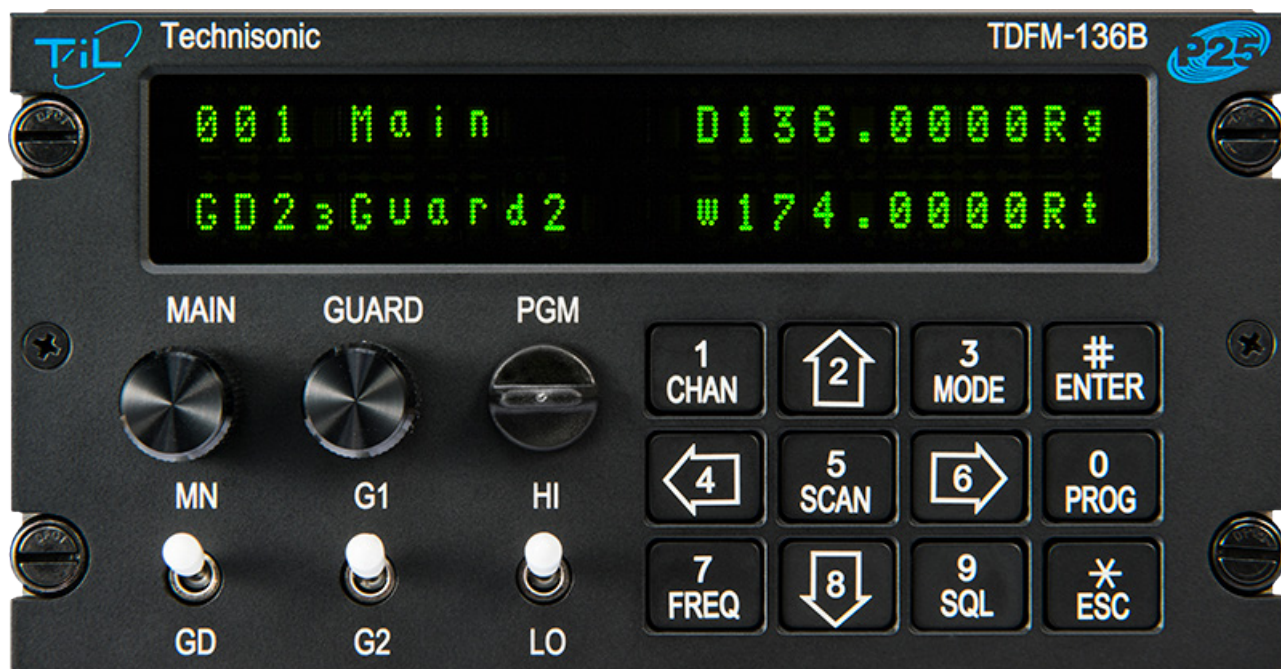 TiL Technisonic TDFM-136B P25
001 Main D136.0000Rg
GD23Guard2 w174.0000Rt
MAIN GUARD PGM
1 2 3 #
CHAN MODE ENTER
MN G1 HI
4 5 6 0
SCAN PROG
7 8 9 *
FREQ SQL ESC
GD G2 LO